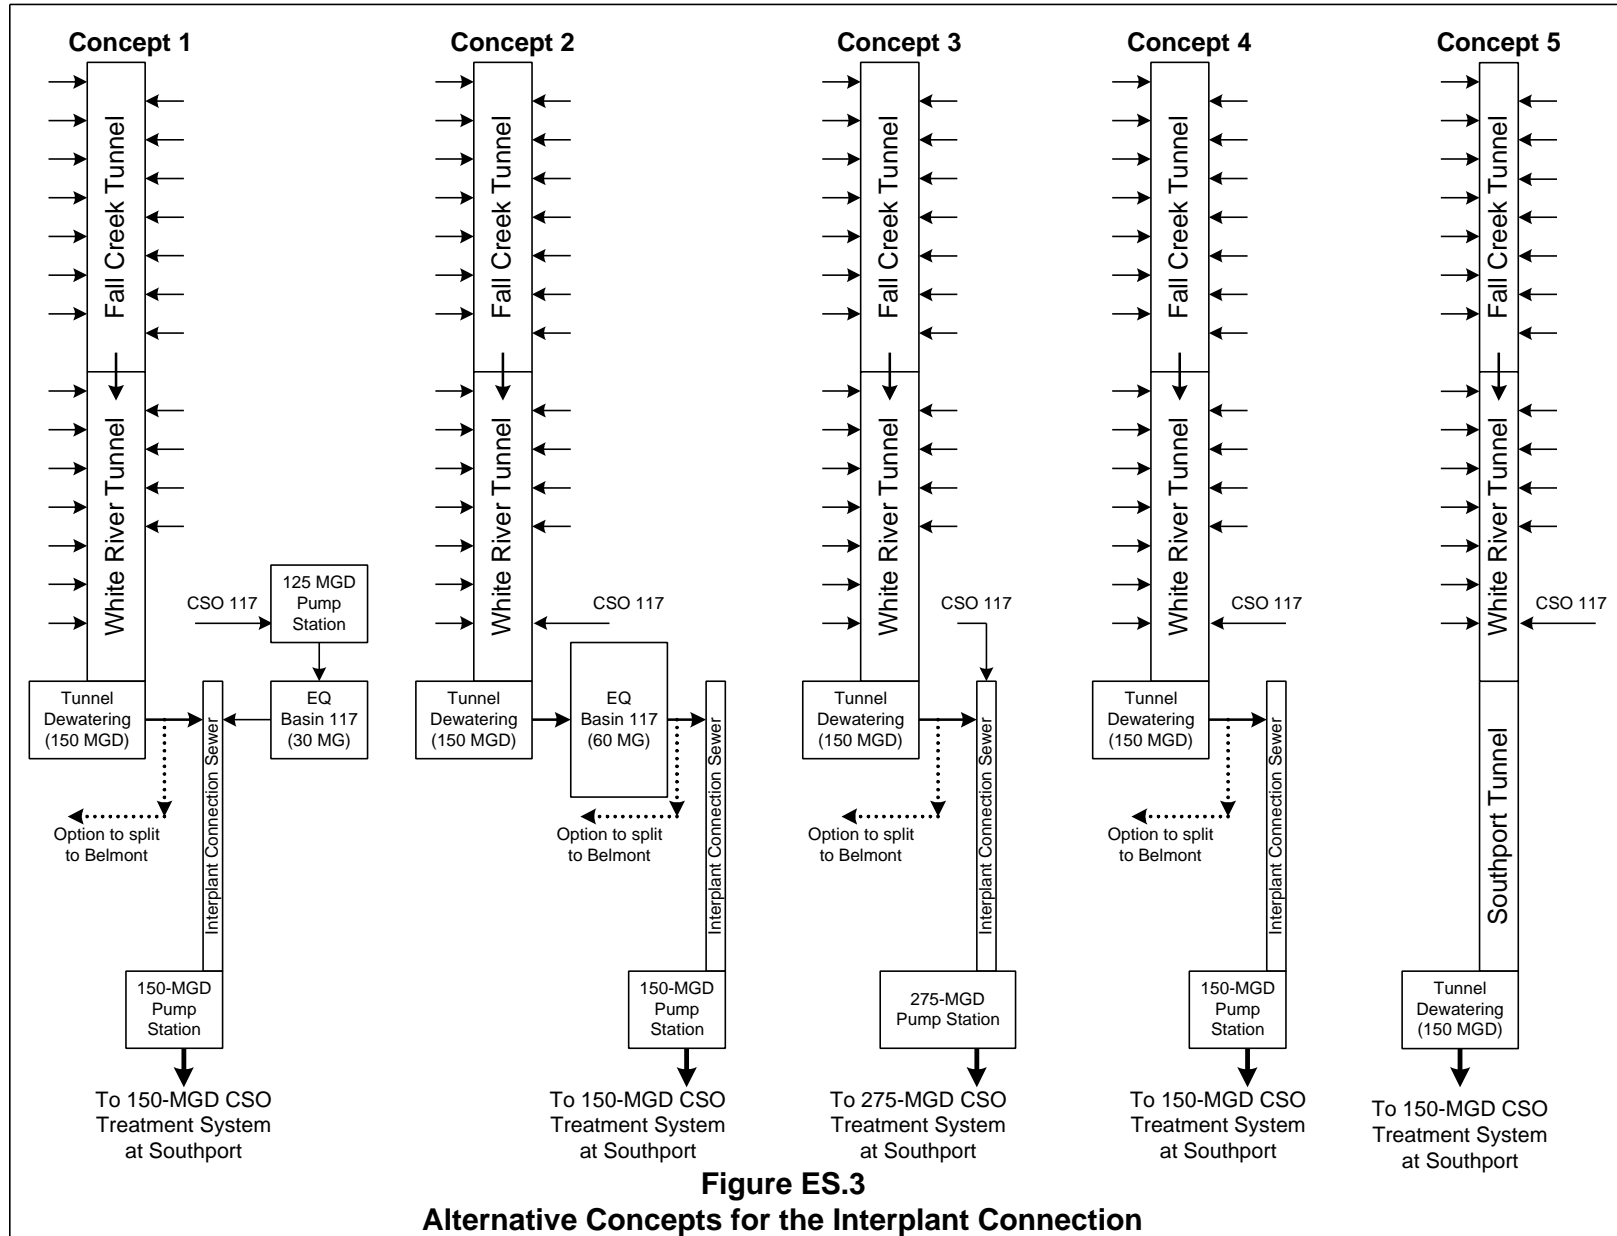 Concept 1
Fall Creek Tunnel
White River Tunnel
CSO 117
125 MGD
Pump
Station
Tunnel
Dewatering
(150 MGD)
EQ
Basin 117
(30 MG)
Option to split
to Belmont
Interplant Connection Sewer
150-MGD
Pump
Station
To 150-MGD CSO
Treatment System
at Southport
Concept 2
Fall Creek Tunnel
White River Tunnel
CSO 117
Tunnel
Dewatering
(150 MGD)
EQ
Basin 117
(60 MG)
Option to split
to Belmont
Interplant Connection Sewer
150-MGD
Pump
Station
To 150-MGD CSO
Treatment System
at Southport
Concept 3
Fall Creek Tunnel
White River Tunnel
CSO 117
Tunnel
Dewatering
(150 MGD)
Option to split
to Belmont
Interplant Connection Sewer
275-MGD
Pump Station
To 275-MGD CSO
Treatment System
at Southport
Concept 4
Fall Creek Tunnel
White River Tunnel
CSO 117
Tunnel
Dewatering
(150 MGD)
Option to split
to Belmont
Interplant Connection Sewer
150-MGD
Pump
Station
To 150-MGD CSO
Treatment System
at Southport
Concept 5
Fall Creek Tunnel
White River Tunnel
CSO 117
Southport Tunnel
Tunnel
Dewatering
(150 MGD)
To 150-MGD CSO
Treatment System
at Southport
Figure ES.3
Alternative Concepts for the Interplant Connection